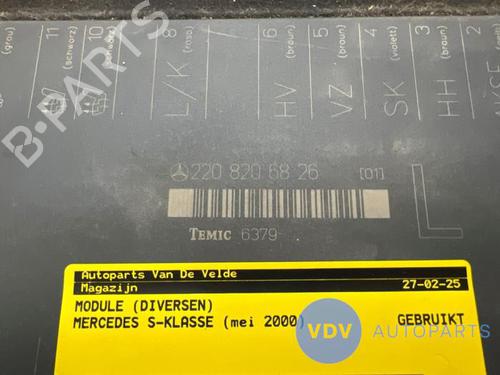 (grau)
11
(schwarz)
10
(schwarz)
8
(rosa)
L/K
6
(braun)
HV
5
(braun)
VZ
4
(violett)
SK
3
(braun)
HH
2
220 820 68 26 [01]
L
TEMIC 6379
Autoparts Van De Velde
Magazijn 27-02-25
MODULE (DIVERSEN)
MERCEDES S-KLASSE (mei 2000) GEBRUIKT
VDV AUTOPARTS
B-PARTS